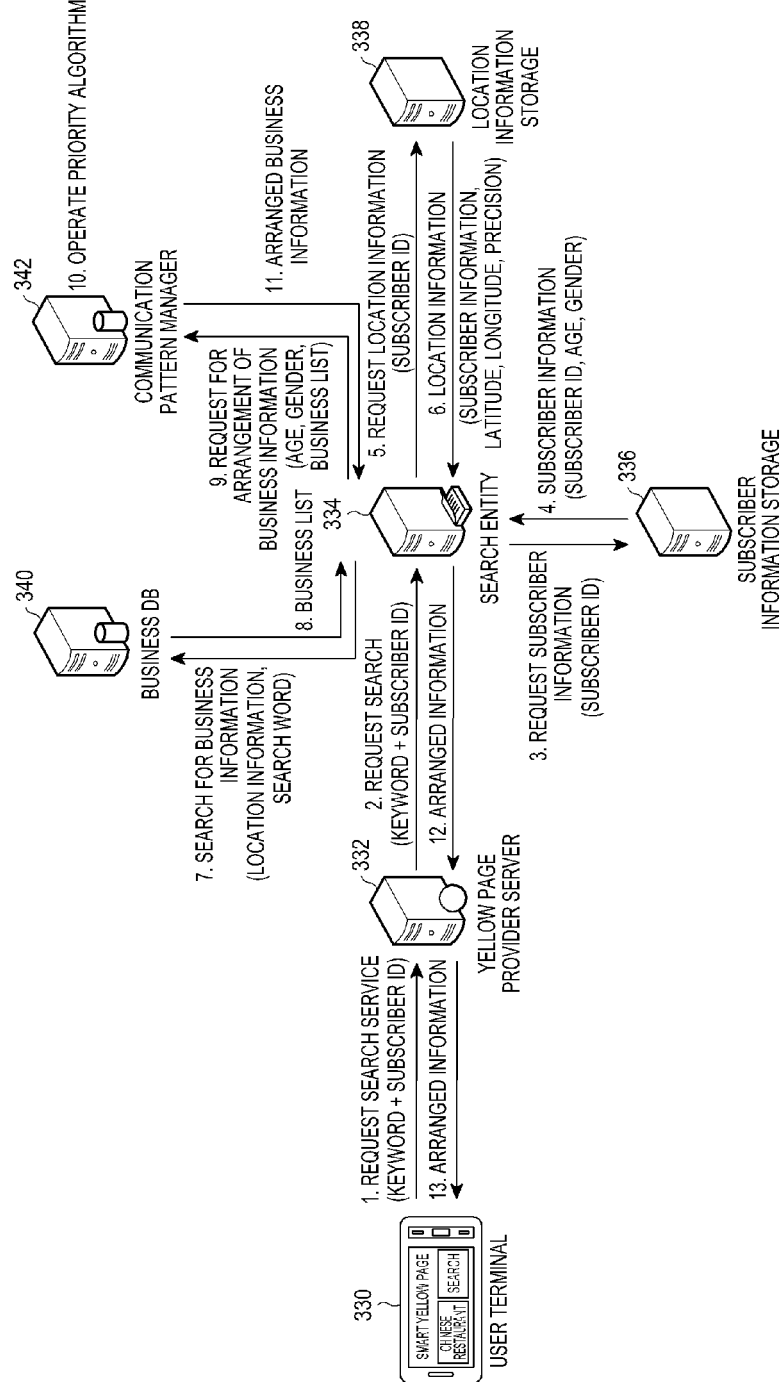 330
SMART YELLOW PAGE
CHINESE
RESTAURANT
SEARCH
USER TERMINAL
1. REQUEST SEARCH SERVICE
(KEYWORD + SUBSCRIBER ID)
13. ARRANGED INFORMATION
332
YELLOW PAGE
PROVIDER SERVER
2. REQUEST SEARCH
(KEYWORD + SUBSCRIBER ID)
12. ARRANGED INFORMATION
334
SEARCH ENTITY
3. REQUEST SUBSCRIBER
INFORMATION
(SUBSCRIBER ID)
4. SUBSCRIBER INFORMATION
(SUBSCRIBER ID, AGE, GENDER)
336
SUBSCRIBER
INFORMATION STORAGE
5. REQUEST LOCATION INFORMATION
(SUBSCRIBER ID)
6. LOCATION INFORMATION
(SUBSCRIBER INFORMATION,
LATITUDE, LONGITUDE, PRECISION)
338
LOCATION
INFORMATION
STORAGE
340
BUSINESS DB
7. SEARCH FOR BUSINESS
INFORMATION
(LOCATION INFORMATION,
SEARCH WORD)
8. BUSINESS LIST
9. REQUEST FOR
ARRANGEMENT OF
BUSINESS INFORMATION
(AGE, GENDER,
BUSINESS LIST)
342
COMMUNICATION
PATTERN MANAGER
10. OPERATE PRIORITY ALGORITHM
11. ARRANGED BUSINESS
INFORMATION